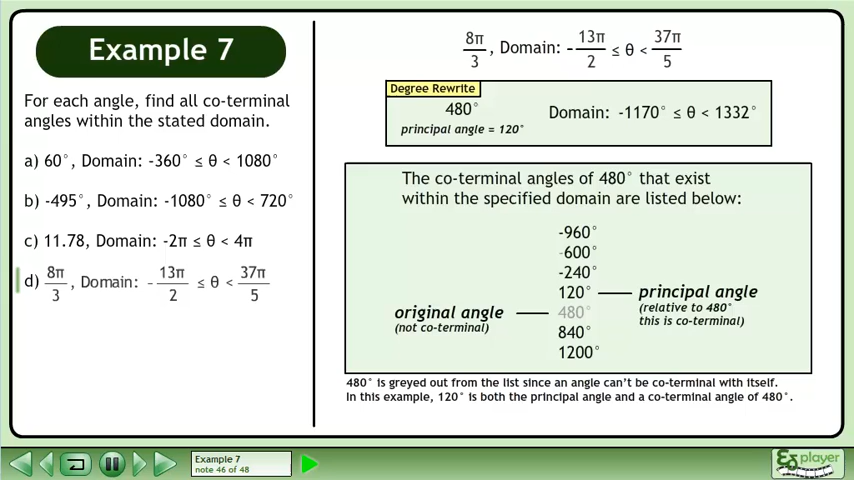 Example 7
For each angle, find all co-terminal
angles within the stated domain.
a) 60°, Domain: -360° ≤ θ < 1080°
b) -495°, Domain: -1080° ≤ θ < 720°
c) 11.78, Domain: -2π ≤ θ < 4π
d) 8π/3, Domain: -13π/2 ≤ θ < 37π/5
8π/3, Domain: -13π/2 ≤ θ < 37π/5
Degree Rewrite
480°
principal angle = 120°
Domain: -1170° ≤ θ < 1332°
The co-terminal angles of 480° that exist
within the specified domain are listed below:
-960°
-600°
-240°
120°
480°
840°
1200°
original angle
(not co-terminal)
principal angle
(relative to 480°
this is co-terminal)
480° is greyed out from the list since an angle can't be co-terminal with itself.
In this example, 120° is both the principal angle and a co-terminal angle of 480°.
Example 7
note 46 of 48
player